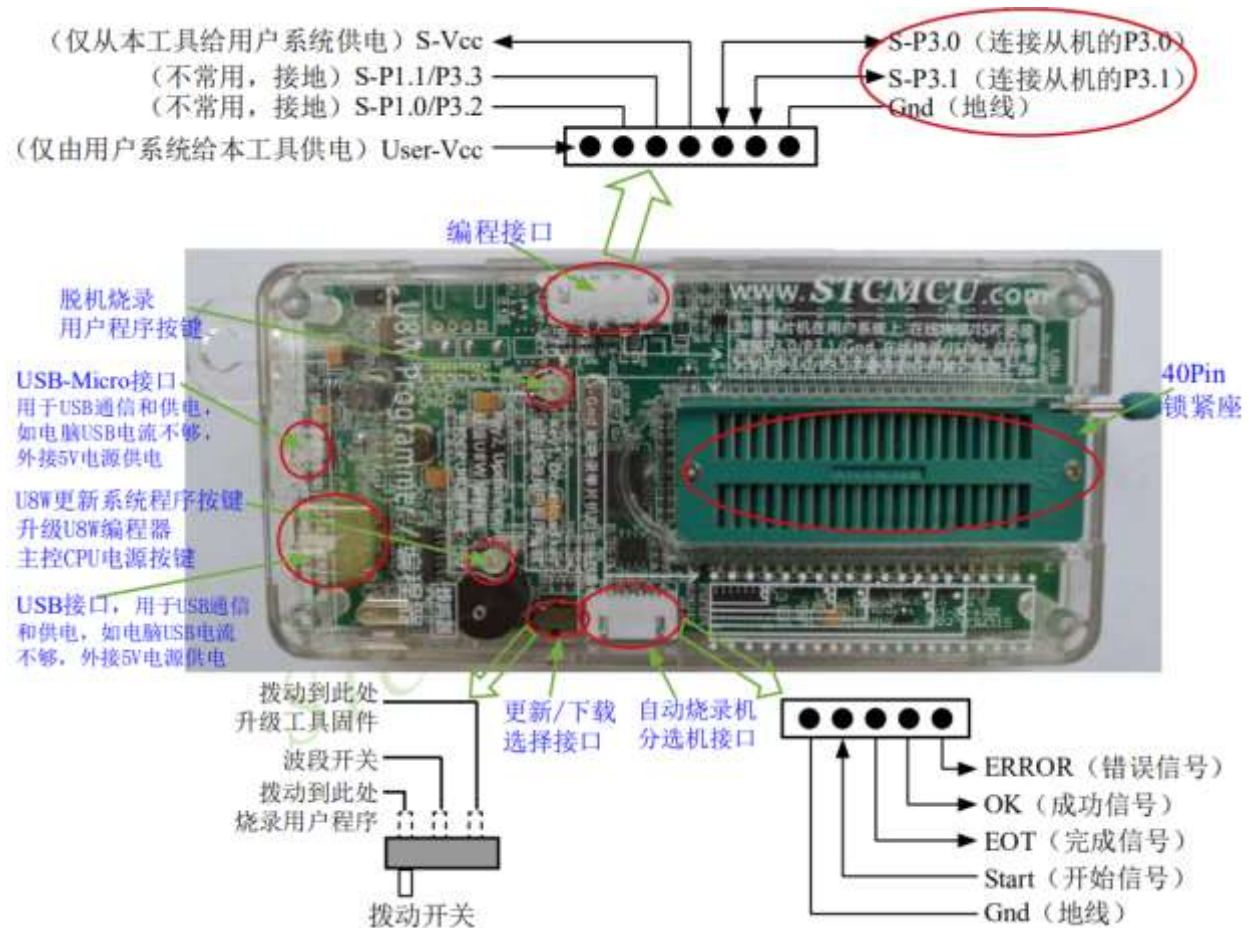 (仅从本工具给用户系统供电) S-Vcc
(不常用，接地) S-P1.1/P3.3
(不常用，接地) S-P1.0/P3.2
(仅由用户系统给本工具供电) User-Vcc
S-P3.0 (连接从机的P3.0)
S-P3.1 (连接从机的P3.1)
Gnd (地线)
编程接口
脱机烧录
用户程序按键
USB-Micro接口
用于USB通信和供电，
如电脑USB电流不够，
外接5V电源供电
U8W更新系统程序按键
升级U8W编程器
主控CPU电源按键
USB接口，用于USB通信
和供电，如电脑USB电流
不够，外接5V电源供电
www.STCMCU.com
U8W Programmer
40Pin
锁紧座
拨动到此处
升级工具固件
波段开关
拨动到此处
烧录用户程序
拨动开关
更新/下载
选择接口
自动烧录机
分选机接口
ERROR (错误信号)
OK (成功信号)
EOT (完成信号)
Start (开始信号)
Gnd (地线)